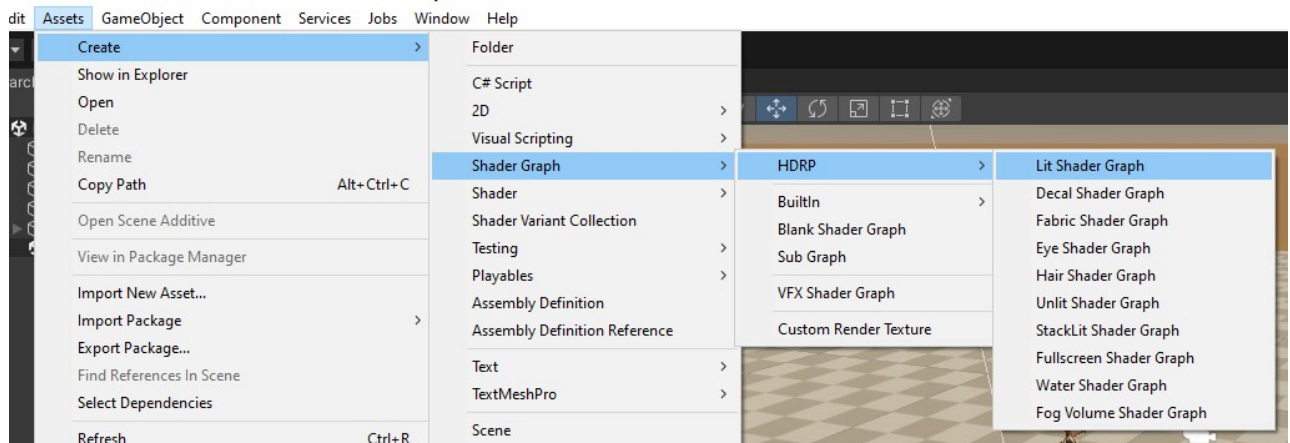 dit Assets GameObject Component Services Jobs Window Help
Create
Show in Explorer
Open
Delete
Rename
Copy Path Alt+Ctrl+C
Open Scene Additive
View in Package Manager
Import New Asset...
Import Package
Export Package...
Find References In Scene
Select Dependencies
Refresh Ctrl+R
Folder
C# Script
2D
Visual Scripting
Shader Graph
Shader
Shader Variant Collection
Testing
Playables
Assembly Definition
Assembly Definition Reference
Text
TextMeshPro
Scene
HDRP
BuiltIn
Blank Shader Graph
Sub Graph
VFX Shader Graph
Custom Render Texture
Lit Shader Graph
Decal Shader Graph
Fabric Shader Graph
Eye Shader Graph
Hair Shader Graph
Unlit Shader Graph
StackLit Shader Graph
Fullscreen Shader Graph
Water Shader Graph
Fog Volume Shader Graph